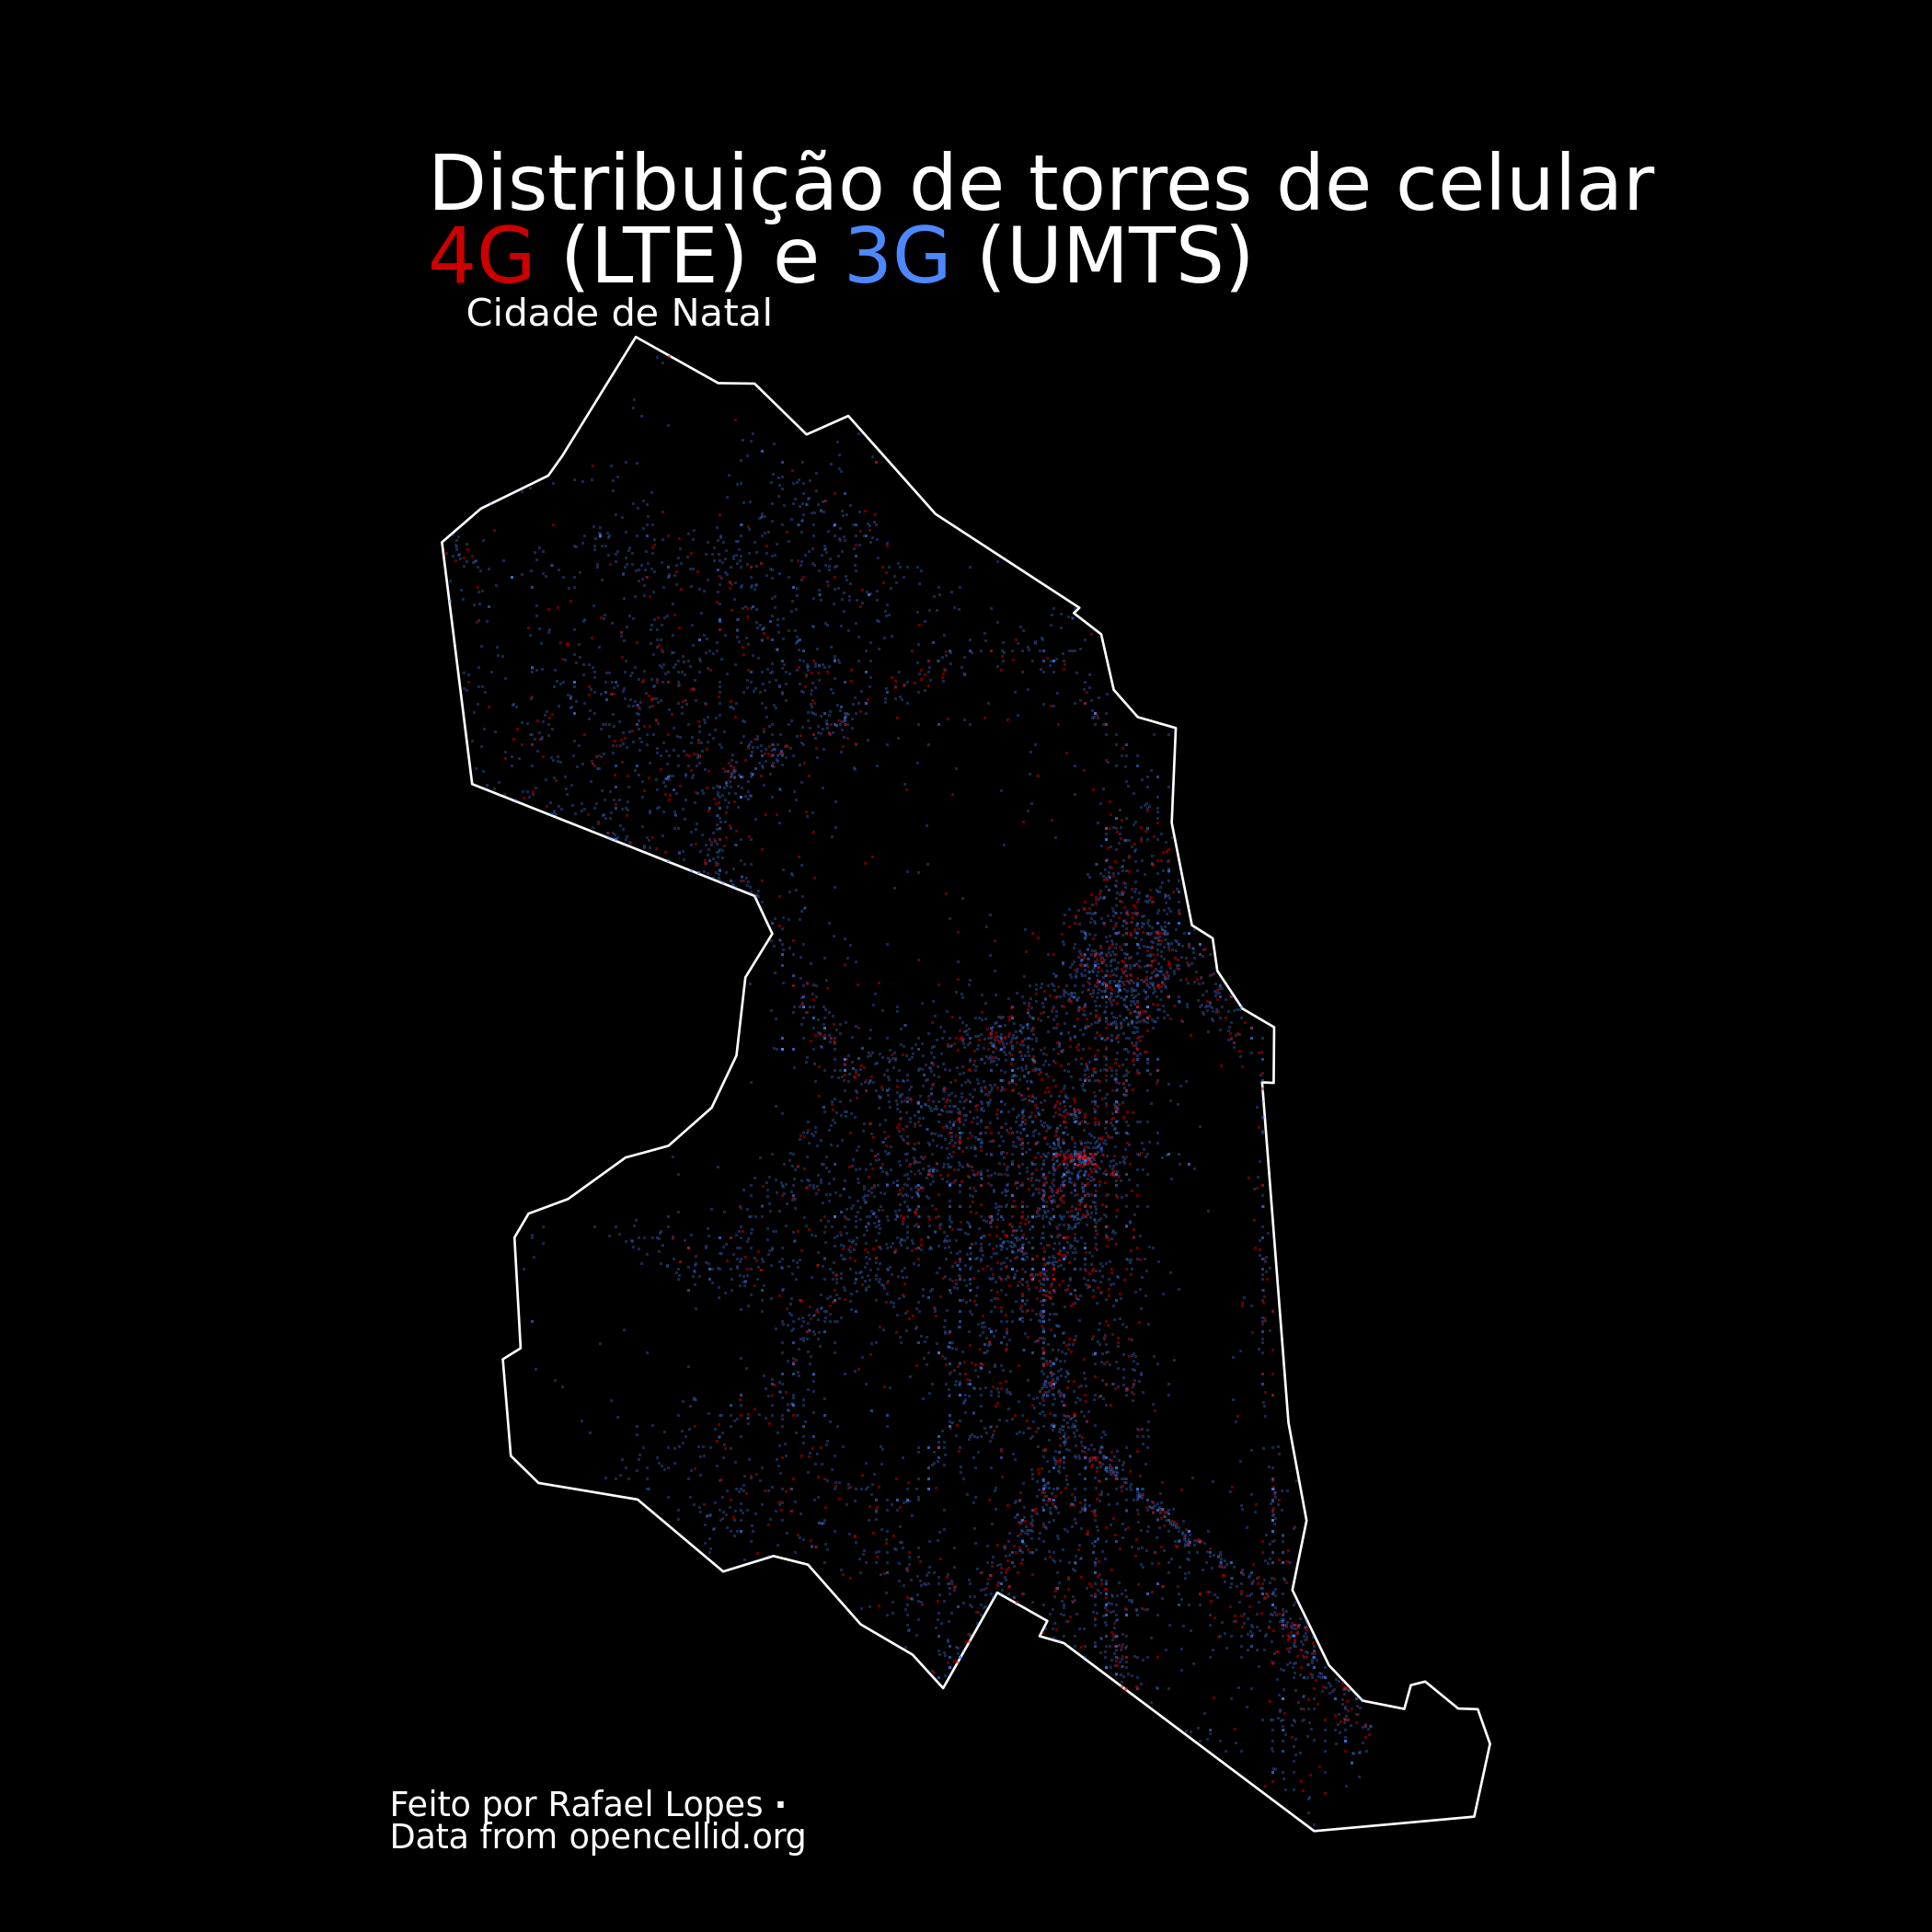 Distribuição de torres de celular
4G (LTE) e 3G (UMTS)
Cidade de Natal
Feito por Rafael Lopes ·
Data from opencellid.org